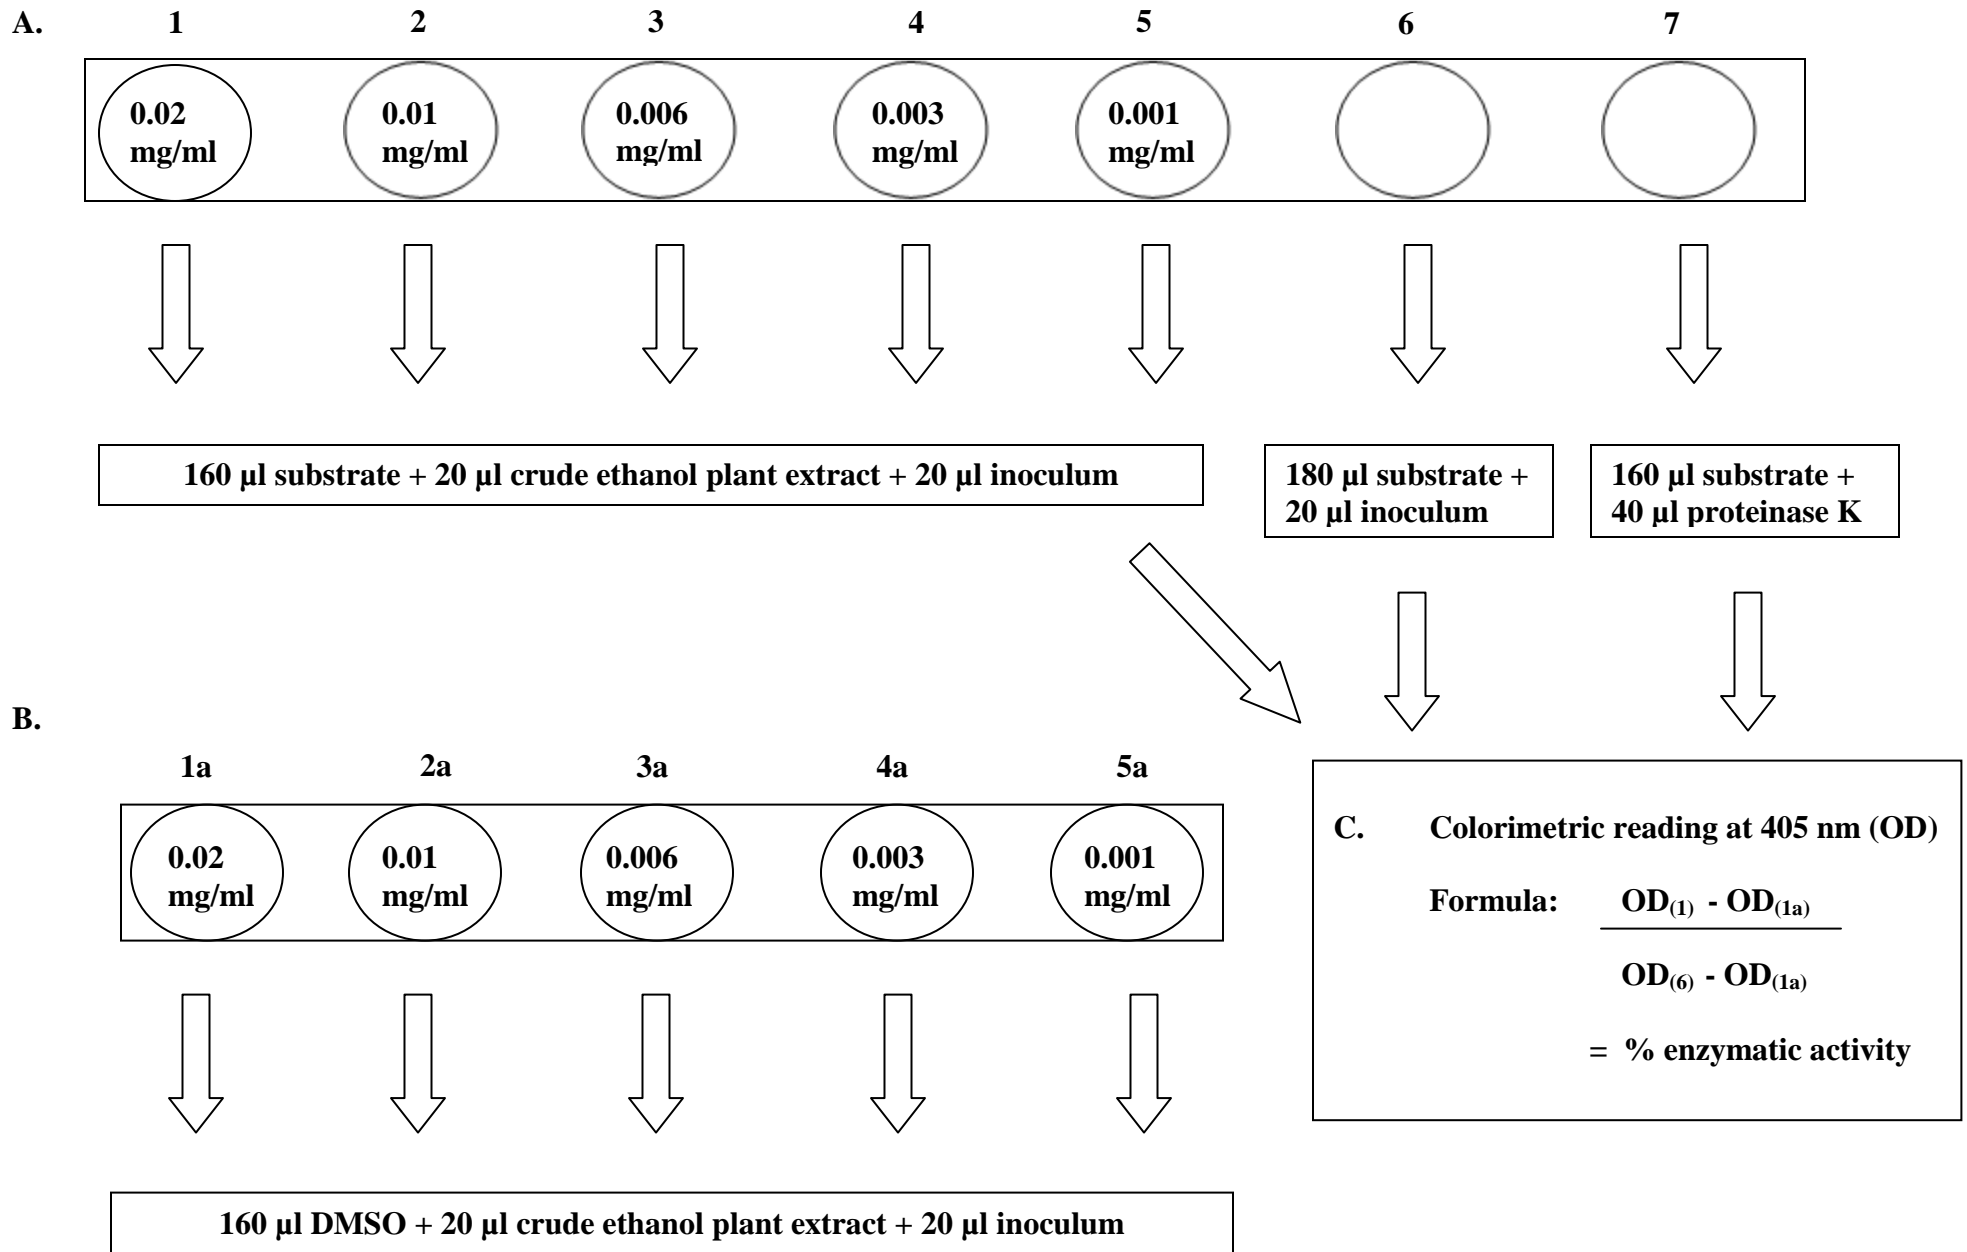 A. 1 2 3 4 5 6 7
0.02 0.01 0.006 0.003 0.001
mg/ml mg/ml mg/ml mg/ml mg/ml
160 µl substrate + 20 µl crude ethanol plant extract + 20 µl inoculum
180 µl substrate +
20 µl inoculum
160 µl substrate +
40 µl proteinase K
B.
1a 2a 3a 4a 5a
0.02 0.01 0.006 0.003 0.001
mg/ml mg/ml mg/ml mg/ml mg/ml
160 µl DMSO + 20 µl crude ethanol plant extract + 20 µl inoculum
C. Colorimetric reading at 405 nm (OD)
Formula: OD(1) - OD(1a)
OD(6) - OD(1a)
= % enzymatic activity